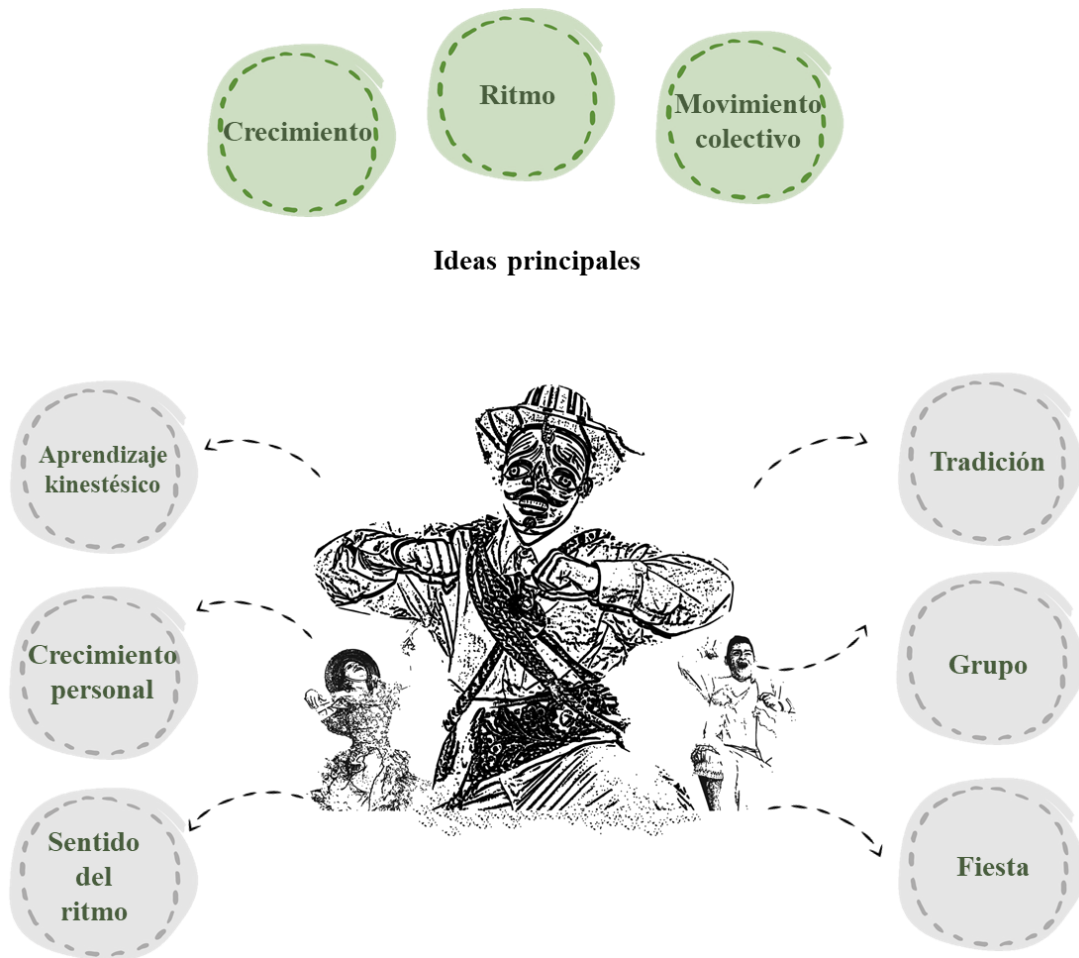 Crecimiento
Ritmo
Movimiento
colectivo
Ideas principales
Aprendizaje
kinestésico
Crecimiento
personal
Sentido
del
ritmo
Tradición
Grupo
Fiesta